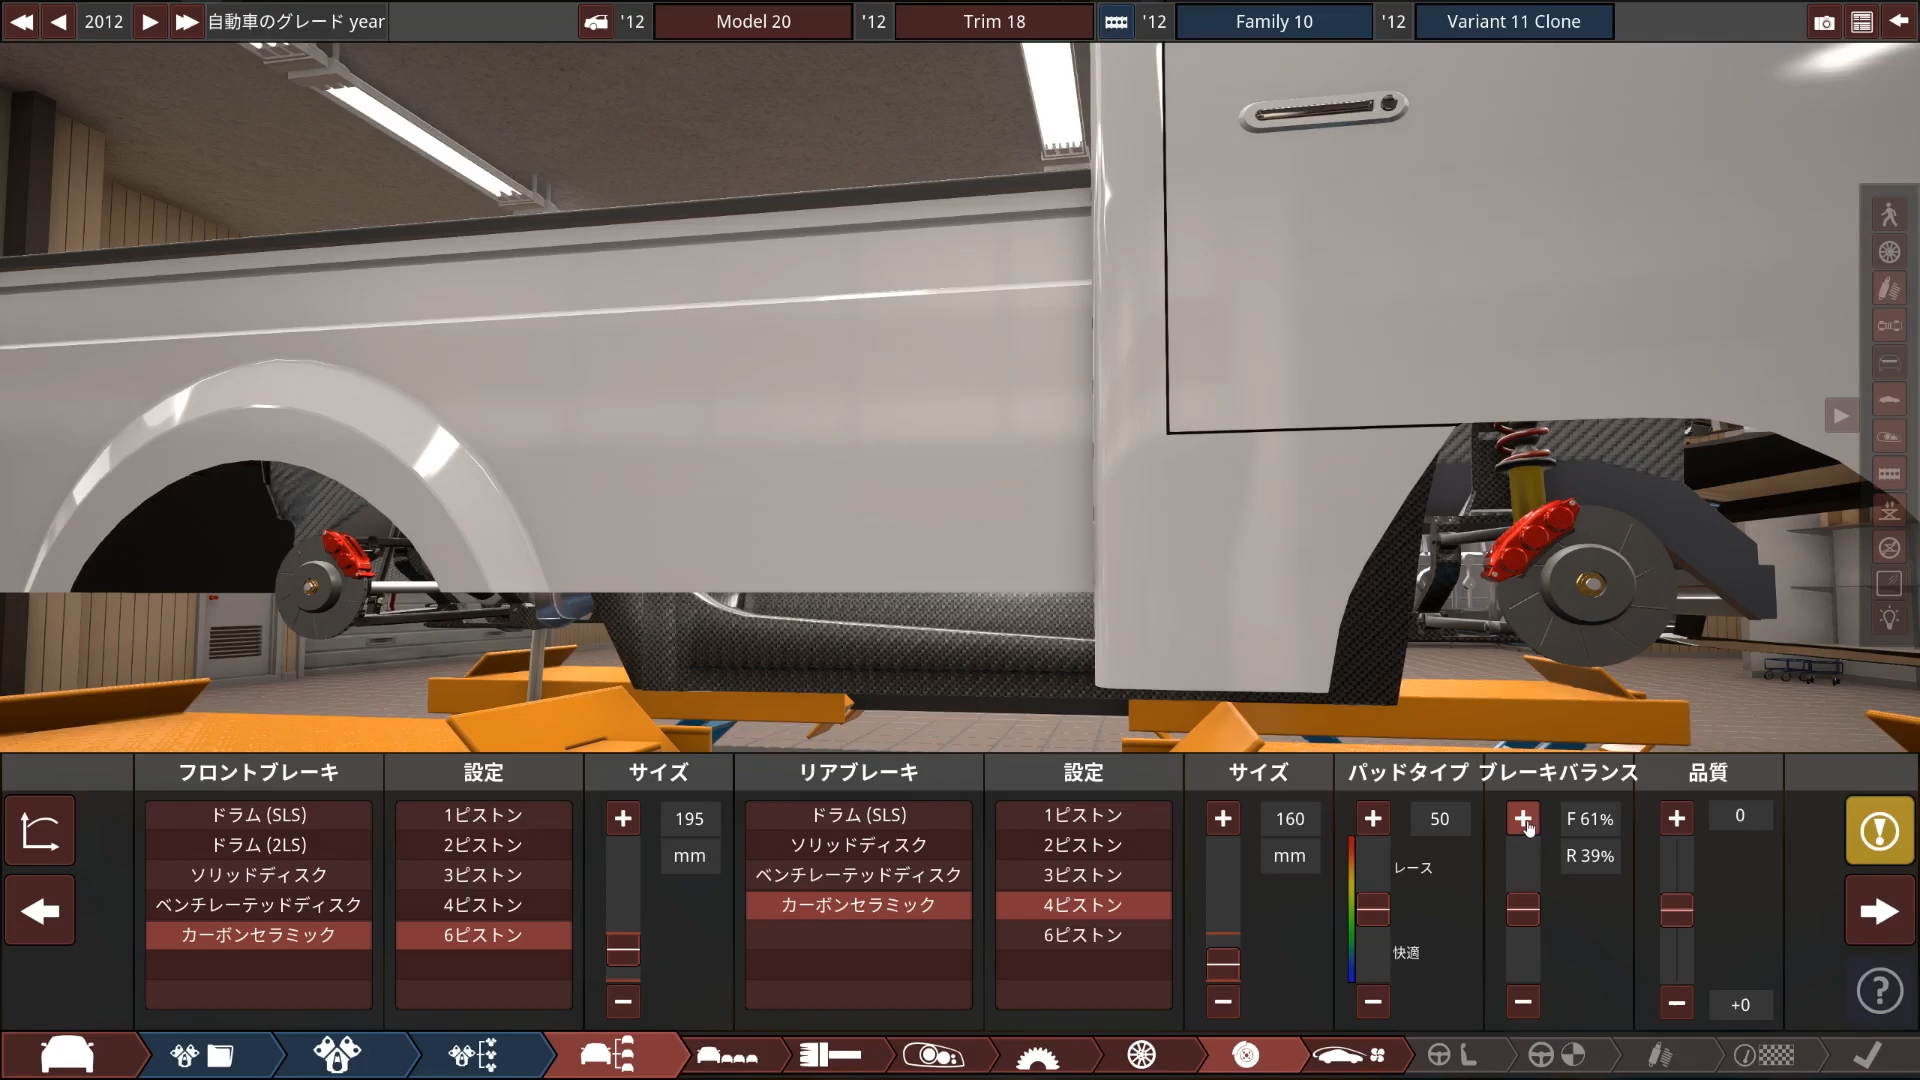 2012 自動車のグレード year '12 Model 20 '12 Trim 18 '12 Family 10 '12 Variant 11 Clone
フロントブレーキ 設定 サイズ リアブレーキ 設定 サイズ パッドタイプ ブレーキバランス 品質
ドラム (SLS) 1ピストン 195 ドラム (SLS) 1ピストン 160 50 F 61% 0
ドラム (2LS) 2ピストン mm ソリッドディスク 2ピストン mm R 39%
ソリッドディスク 3ピストン ベンチレーテッドディスク 3ピストン レース
ベンチレーテッドディスク 4ピストン カーボンセラミック 4ピストン
カーボンセラミック 6ピストン 6ピストン 快適
+0